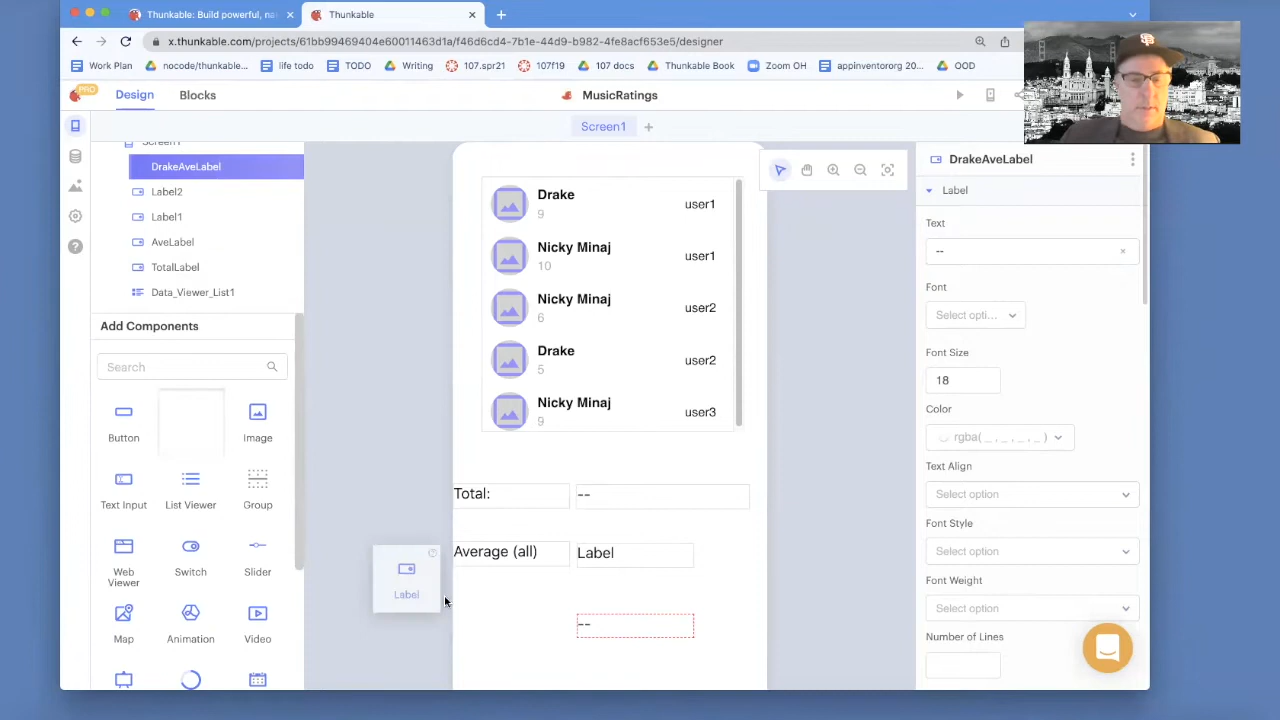 Thunkable: Build powerful, na
Thunkable
x.thunkable.com/projects/61bb99469404e60011463d1a/f46d6cd4-7b1e-44d9-b982-4fe8acf653e5/designer
Work Plan
nocode/thunkable...
life todo
TODO
Writing
107.spr21
107f19
107 docs
Thunkable Book
Zoom OH
appinventororg 20...
OOD
PRO
Design
Blocks
MusicRatings
Screen1
Screen1
DrakeAveLabel
Label2
Label1
AveLabel
TotalLabel
Data_Viewer_List1
Add Components
Search
Button
Image
Text Input
List Viewer
Group
Web Viewer
Switch
Slider
Map
Animation
Video
Label
Drake
9
user1
Nicky Minaj
10
user1
Nicky Minaj
6
user2
Drake
5
user2
Nicky Minaj
9
user3
Total:
--
Average (all)
Label
--
DrakeAveLabel
Label
Text
--
Font
Select opti...
Font Size
18
Color
rgba( _ , _ , _ , _ )
Text Align
Select option
Font Style
Select option
Font Weight
Select option
Number of Lines